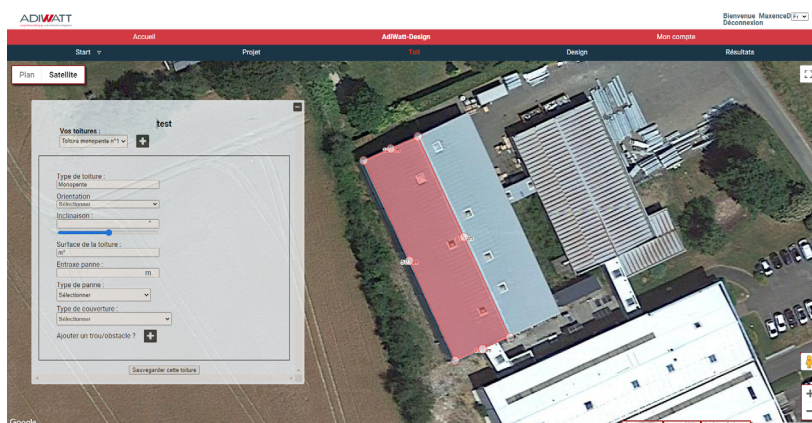 ADIWATT
Bienvenue MaxenceD Fr
Déconnexion
Accueil
AdiWatt-Design
Mon compte
Start
Projet
Toit
Design
Résultats
Plan
Satellite
test
Vos toitures :
Toiture monopente n°1
Type de toiture :
Monopente
Orientation
Sélectionner
Inclinaison :
°
Surface de la toiture :
m²
Entraxe panne :
m
Type de panne :
Sélectionner
Type de couverture :
Sélectionner
Ajouter un trou/obstacle ?
Sauvegarder cette toiture
Google